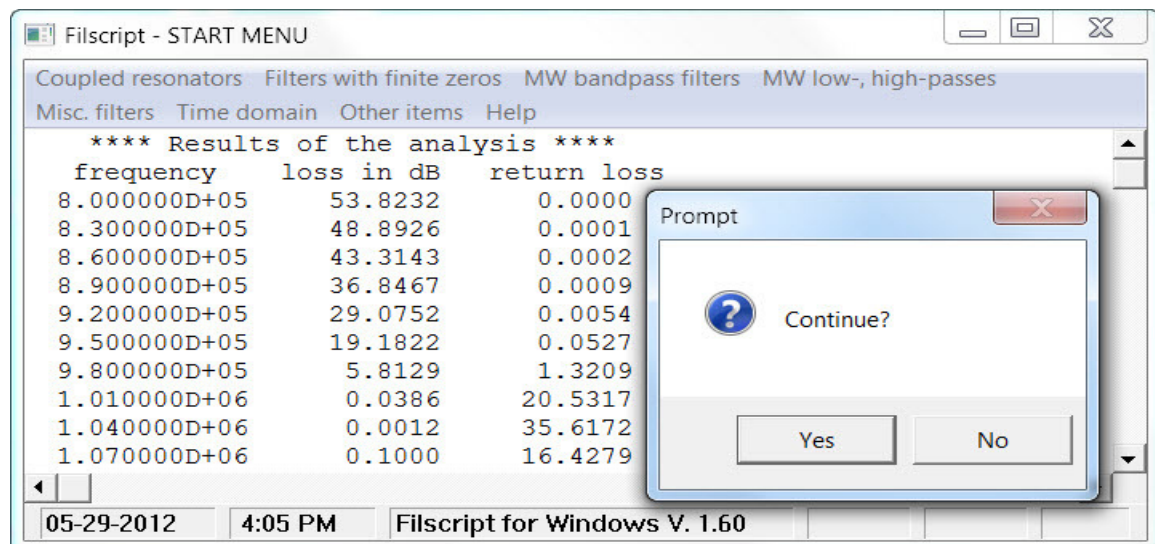 Filscript - START MENU
Coupled resonators Filters with finite zeros MW bandpass filters MW low-, high-passes
Misc. filters Time domain Other items Help
**** Results of the analysis ****
frequency loss in dB return loss
8.000000D+05 53.8232 0.0000
8.300000D+05 48.8926 0.0001
8.600000D+05 43.3143 0.0002
8.900000D+05 36.8467 0.0009
9.200000D+05 29.0752 0.0054
9.500000D+05 19.1822 0.0527
9.800000D+05 5.8129 1.3209
1.010000D+06 0.0386 20.5317
1.040000D+06 0.0012 35.6172
1.070000D+06 0.1000 16.4279
Prompt
Continue?
Yes No
05-29-2012 4:05 PM Filscript for Windows V. 1.60